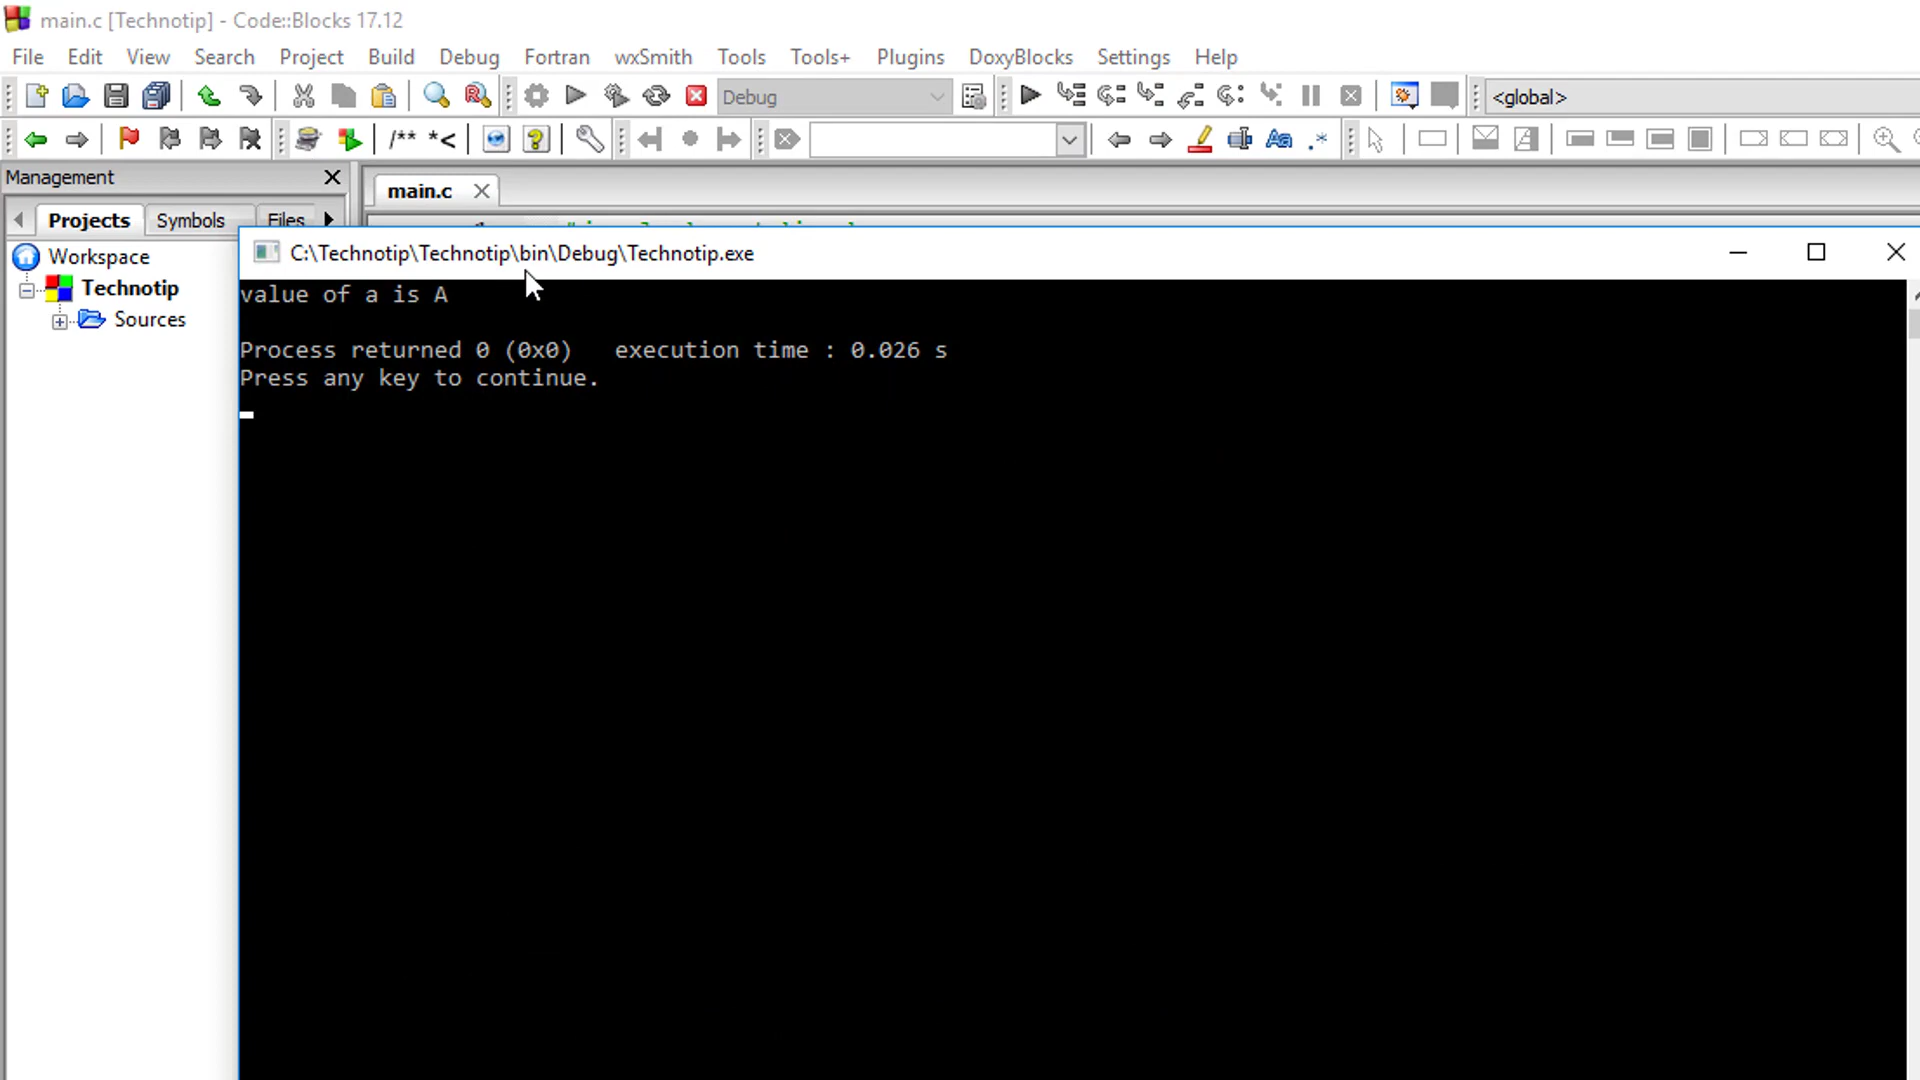 main.c [Technotip] - Code::Blocks 17.12
File Edit View Search Project Build Debug Fortran wxSmith Tools Tools+ Plugins DoxyBlocks Settings Help
Debug
<global>
/** *<
Management
main.c
Projects Symbols Files
C:\Technotip\Technotip\bin\Debug\Technotip.exe
Workspace
Technotip
Sources
value of a is A
Process returned 0 (0x0)   execution time : 0.026 s
Press any key to continue.